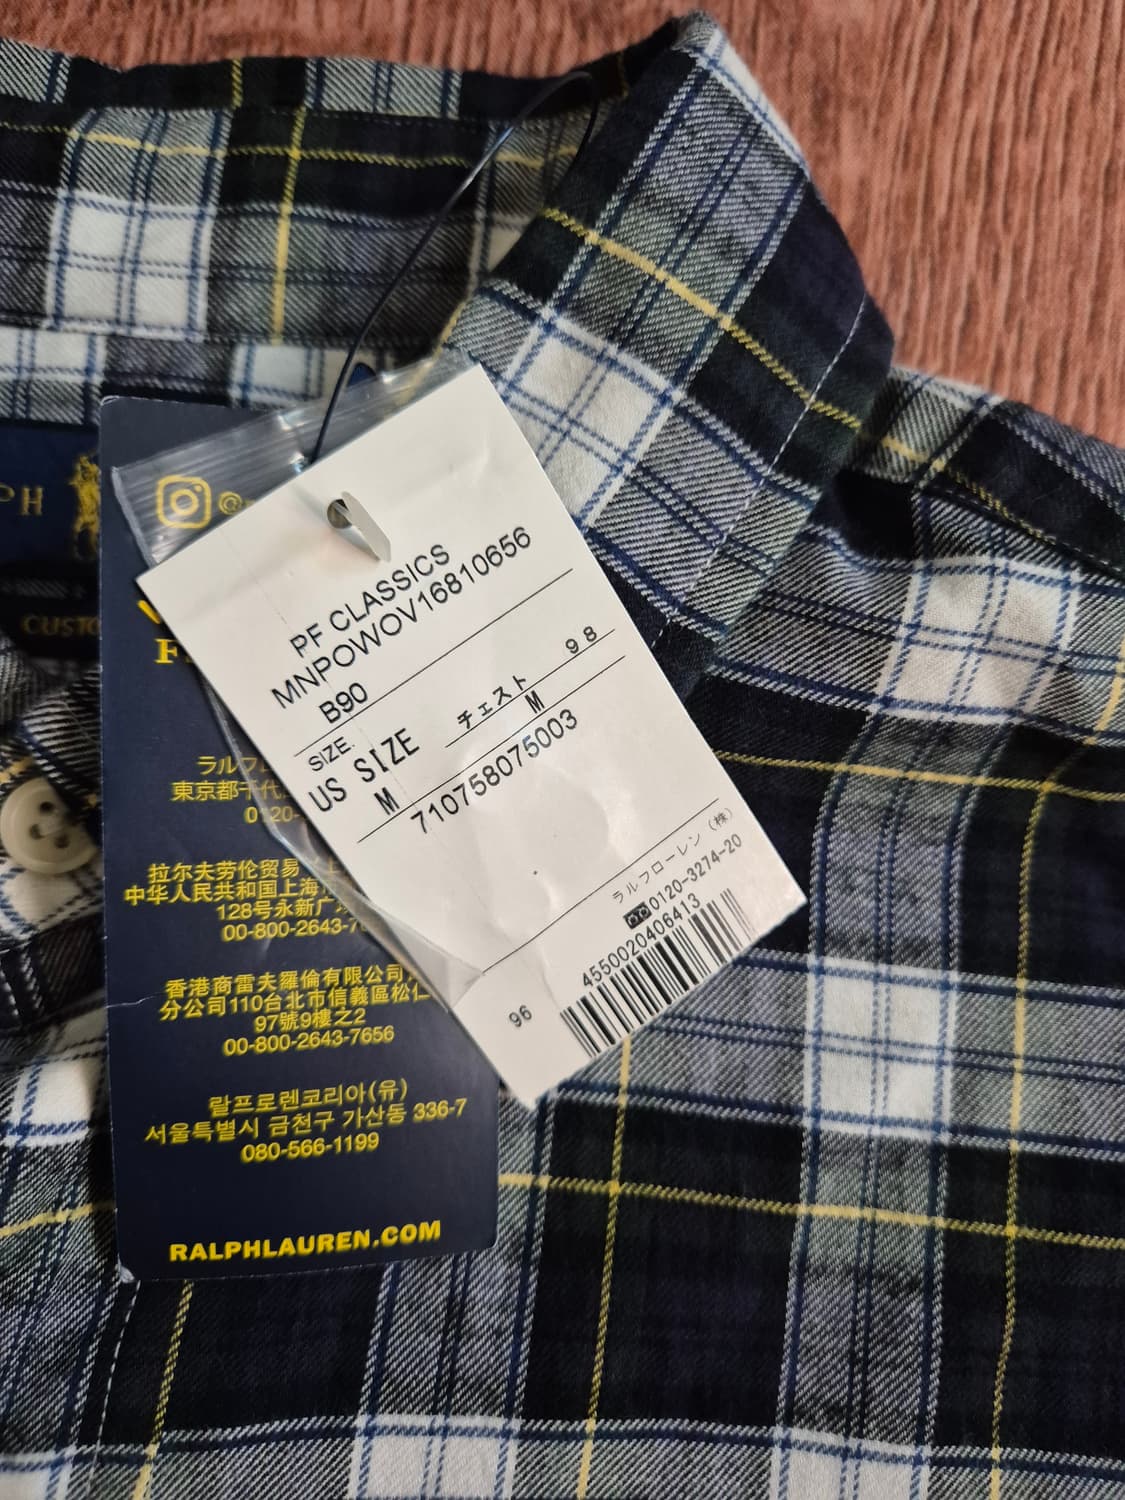 PF CLASSICS
MNPOWOV16810656
B90
SIZE.
チェスト 98
US SIZE M
M
710758075003
ラルフローレン(株)
0120-3274-20
4550020406413
96
CUSTO
東京都千代
0120-
拉尔夫劳伦贸易
中华人民共和国上海
128号永新广
00-800-2643-7
香港商雷夫羅倫有限公司
分公司110台北市信義區松仁
97號9樓之2
00-800-2643-7656
랄프로렌코리아(유)
서울특별시 금천구 가산동 336-7
080-566-1199
RALPHLAUREN.COM